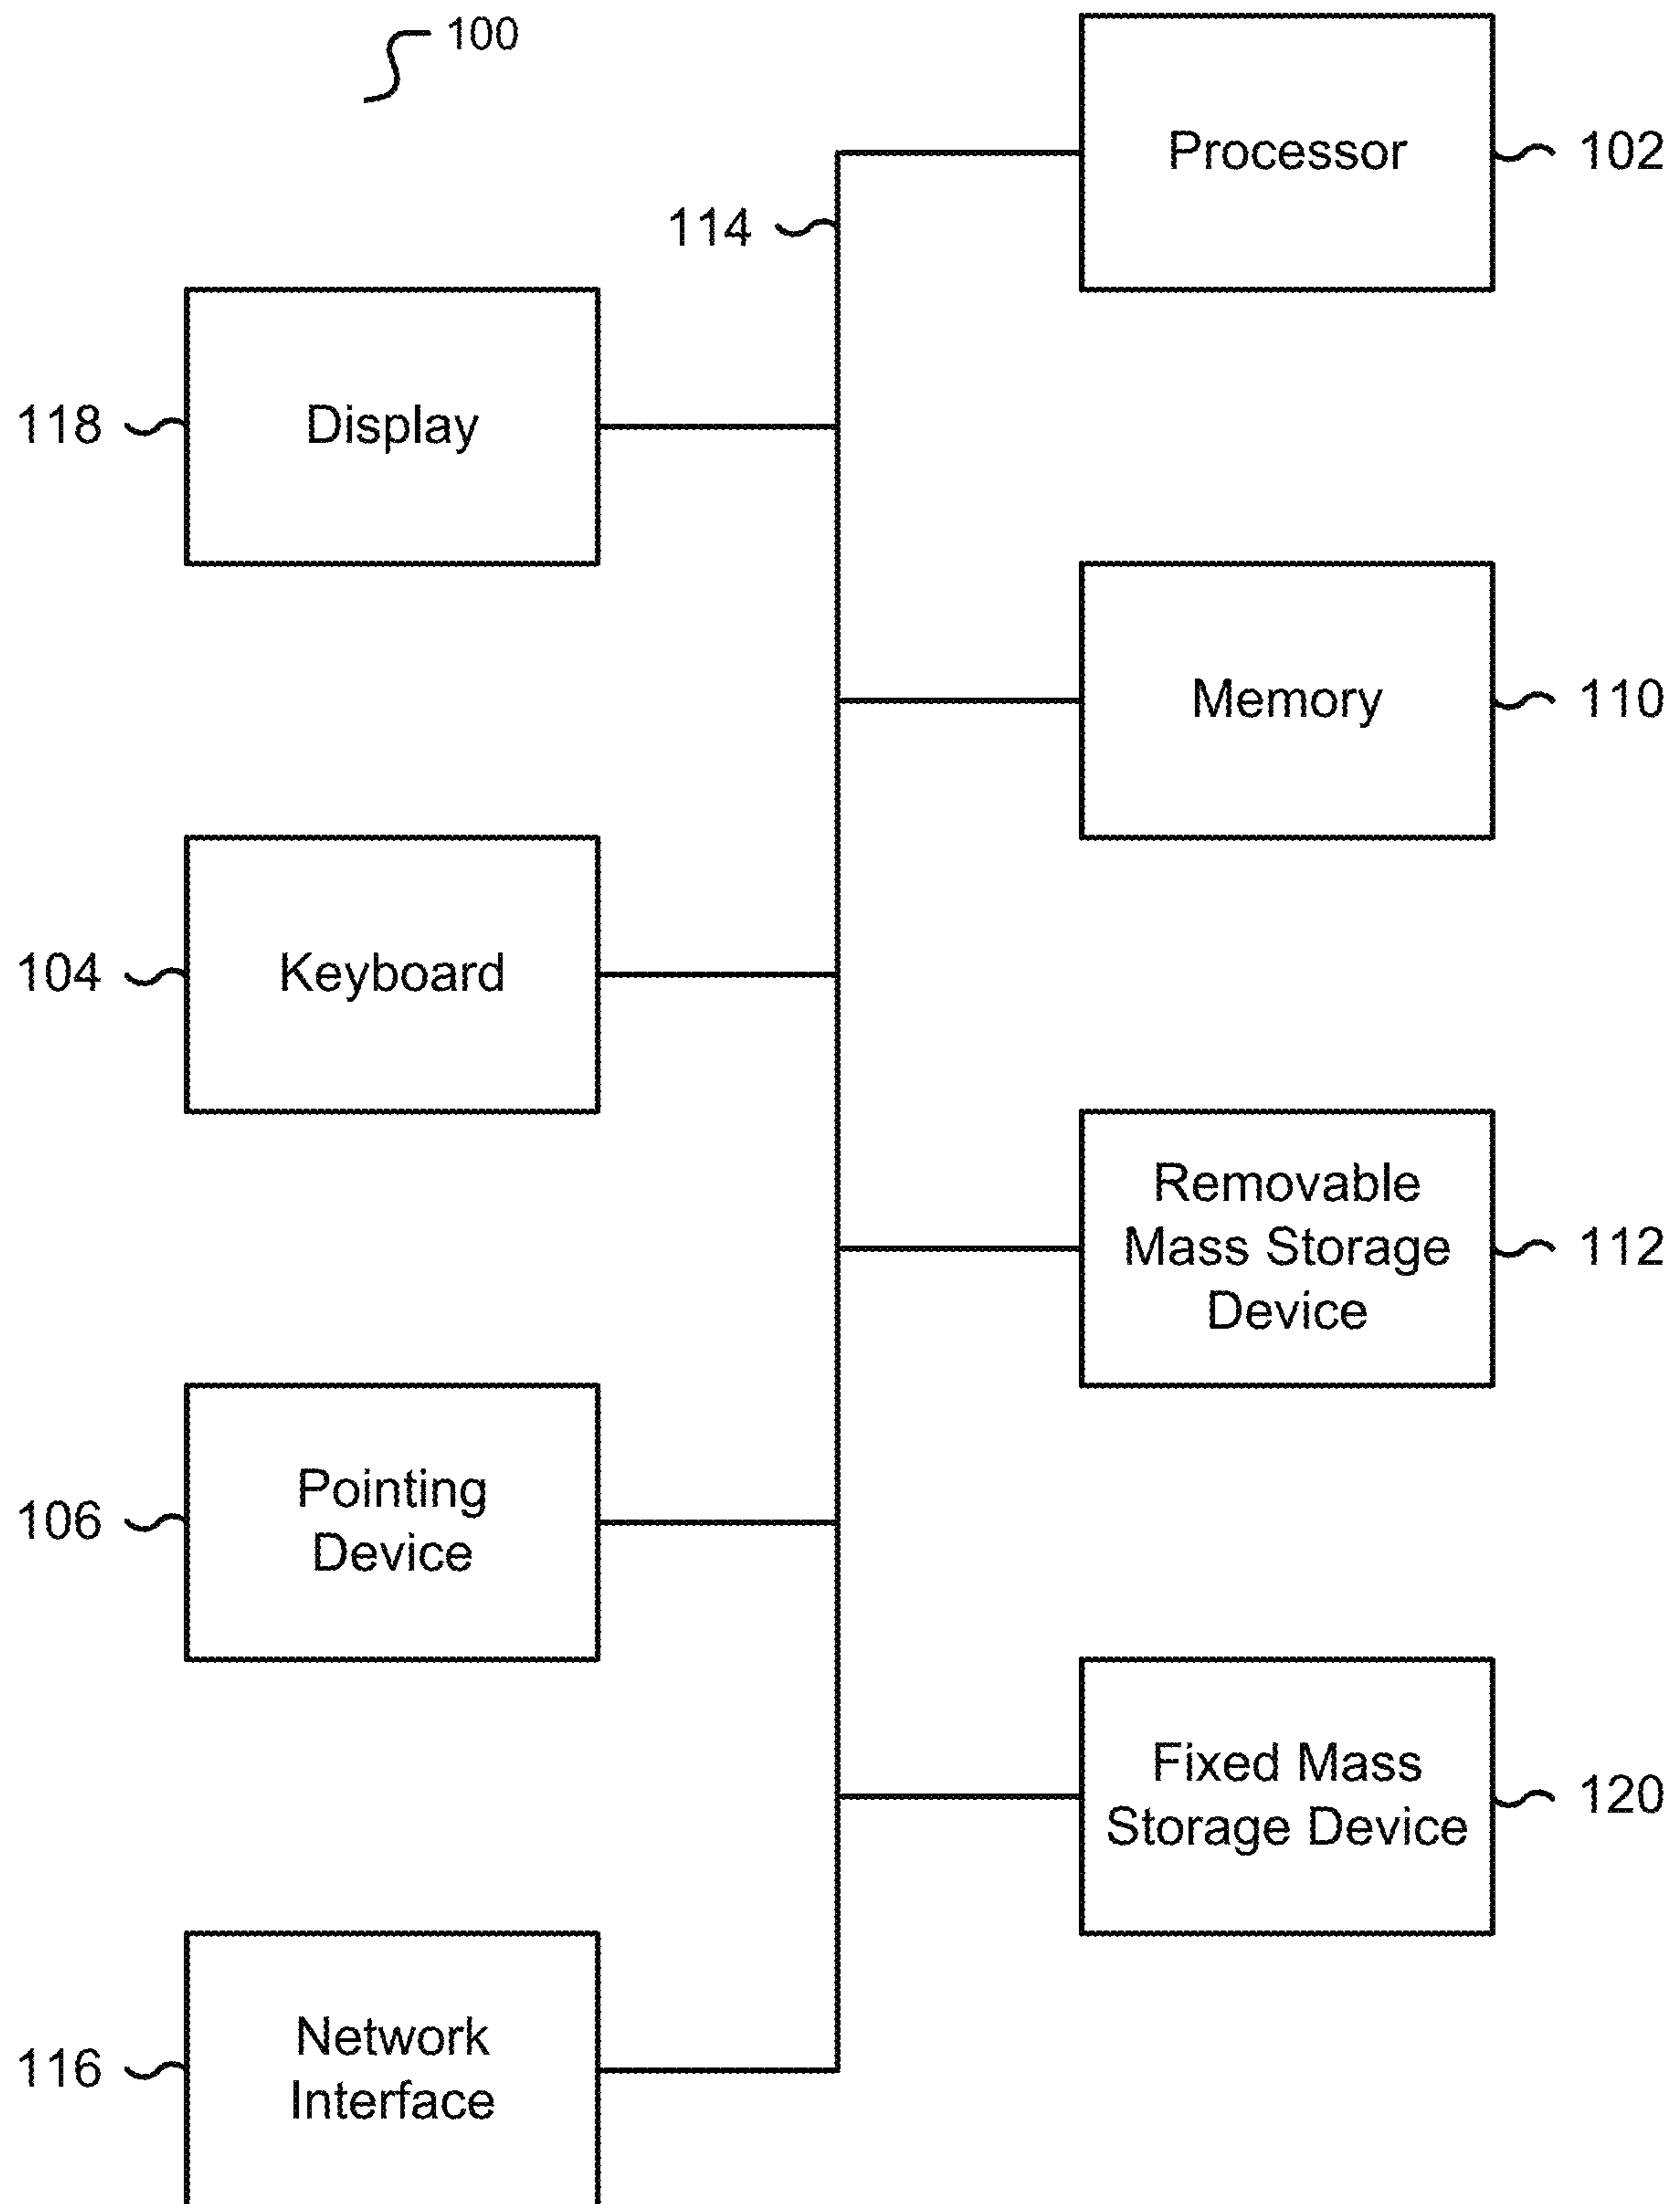 100
Processor
102
114
118
Display
Memory
110
104
Keyboard
Removable
Mass Storage
Device
112
106
Pointing
Device
Fixed Mass
Storage Device
120
116
Network
Interface